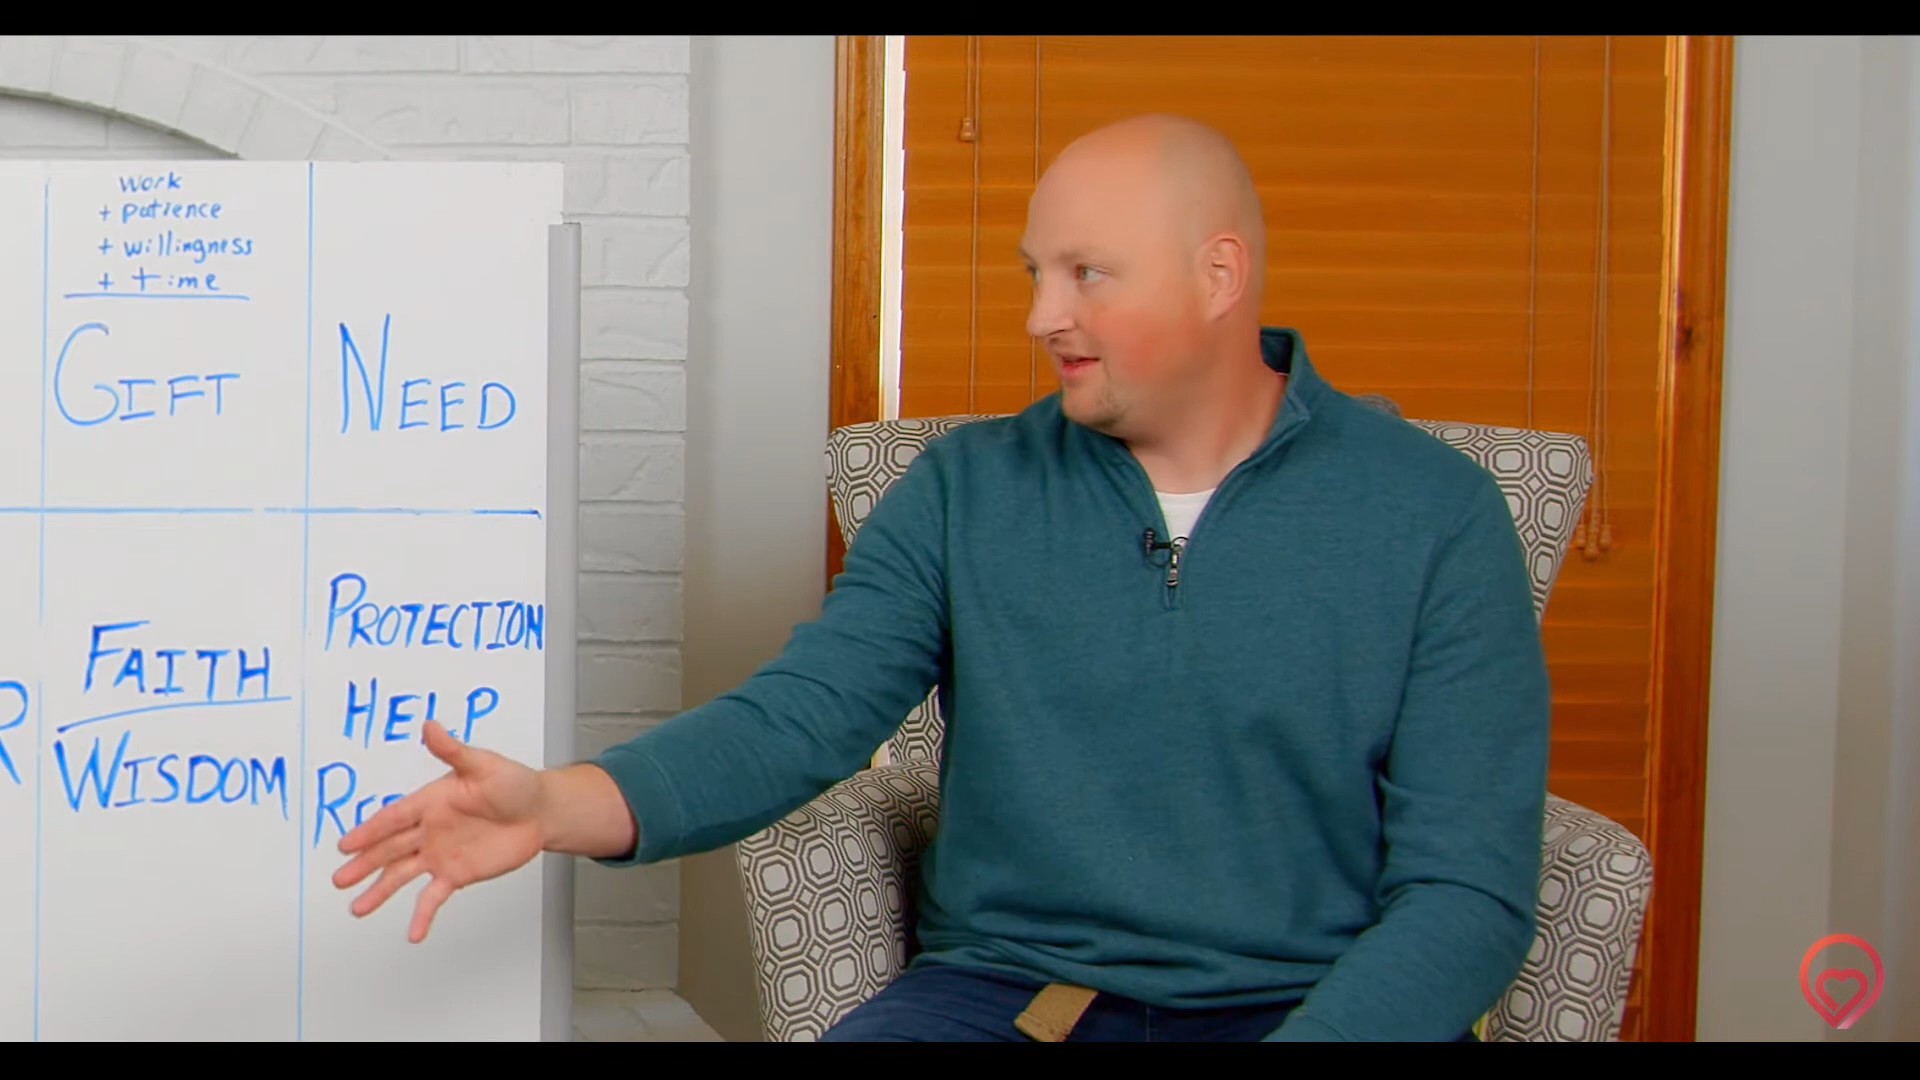 work
+ patience
+ willingness
+ time
GIFT
NEED
FAITH
WISDOM
PROTECTION
HELP